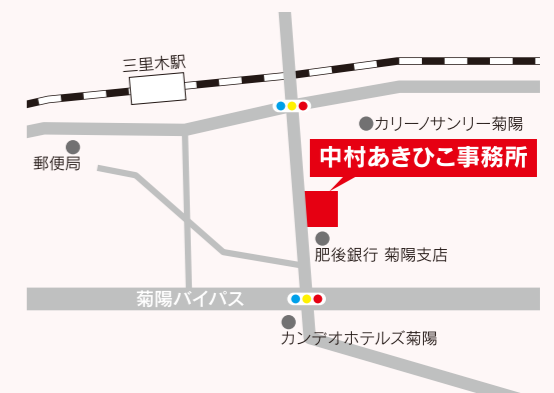 三里木駅
カリーノサンリー菊陽
中村あきひこ事務所
郵便局
肥後銀行 菊陽支店
菊陽バイパス
カンデオホテルズ菊陽